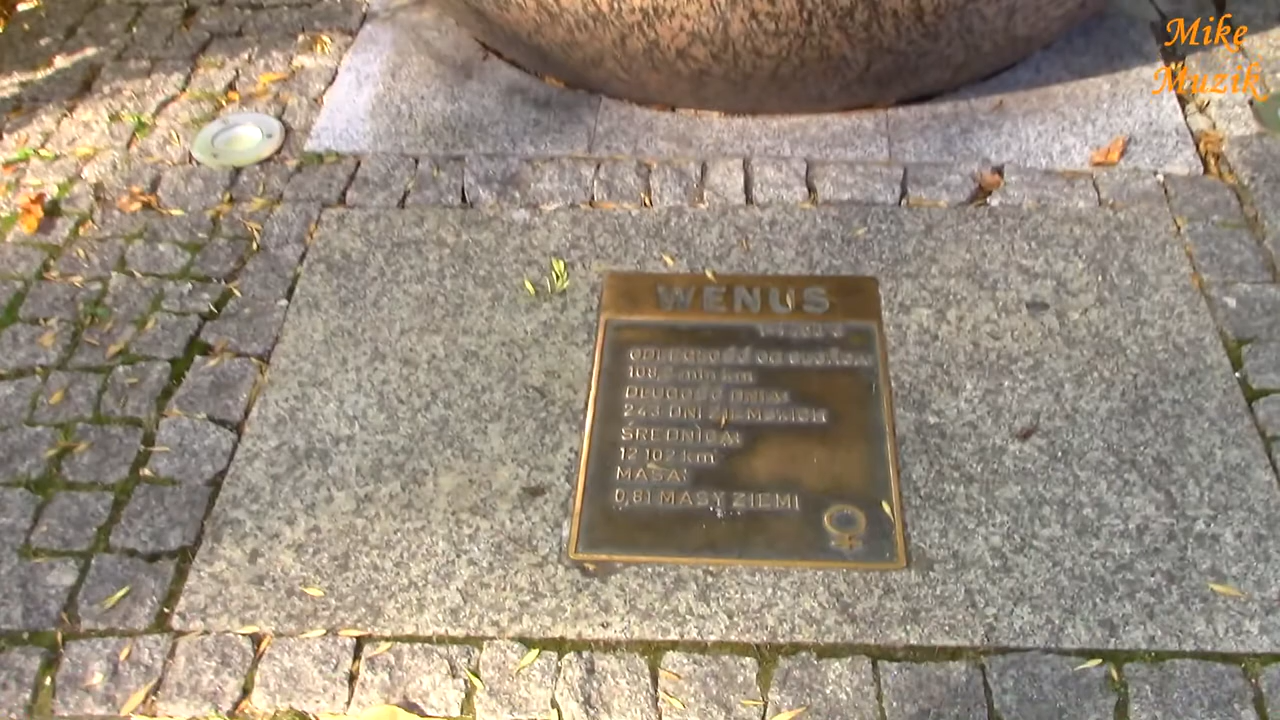 Mike
Muzik
WENUS
ODLEGŁOŚĆ OD SŁOŃCA
108, mln km
DŁUGOŚĆ DNIA:
243 DNI ZIEMSKICH
ŚREDNICA:
12 102 km
MASA:
0,81 MASY ZIEMI